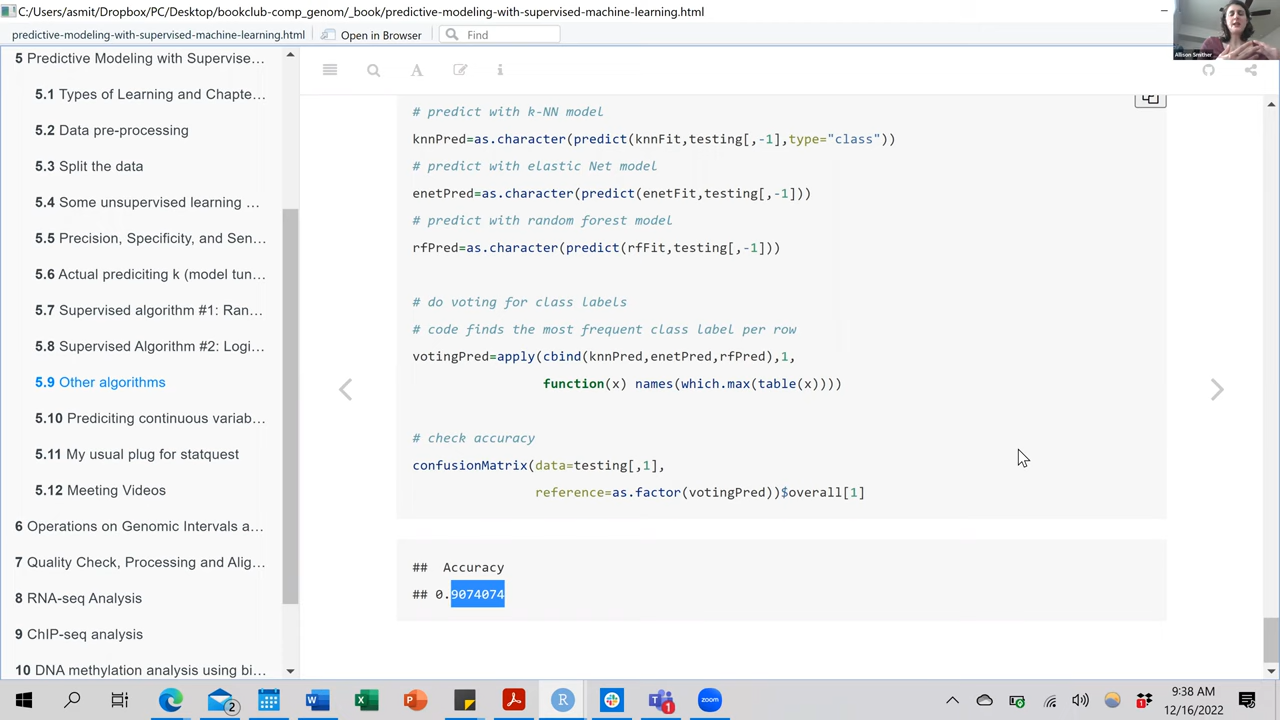 C:/Users/asmit/Dropbox/PC/Desktop/bookclub-comp_genom/_book/predictive-modeling-with-supervised-machine-learning.html
predictive-modeling-with-supervised-machine-learning.html
Open in Browser
Find
Allison Smither
5 Predictive Modeling with Supervise...
5.1 Types of Learning and Chapte...
5.2 Data pre-processing
5.3 Split the data
5.4 Some unsupervised learning ...
5.5 Precision, Specificity, and Sen...
5.6 Actual prediciting k (model tun...
5.7 Supervised algorithm #1: Ran...
5.8 Supervised Algorithm #2: Logi...
5.9 Other algorithms
5.10 Prediciting continuous variab...
5.11 My usual plug for statquest
5.12 Meeting Videos
6 Operations on Genomic Intervals a...
7 Quality Check, Processing and Alig...
8 RNA-seq Analysis
9 ChIP-seq analysis
10 DNA methylation analysis using bi...
# predict with k-NN model
knnPred=as.character(predict(knnFit,testing[,-1],type="class"))
# predict with elastic Net model
enetPred=as.character(predict(enetFit,testing[,-1]))
# predict with random forest model
rfPred=as.character(predict(rfFit,testing[,-1]))
# do voting for class labels
# code finds the most frequent class label per row
votingPred=apply(cbind(knnPred,enetPred,rfPred),1,
function(x) names(which.max(table(x))))
# check accuracy
confusionMatrix(data=testing[,1],
reference=as.factor(votingPred))$overall[1]
## Accuracy
## 0.9074074
2
1
1
9:38 AM
12/16/2022